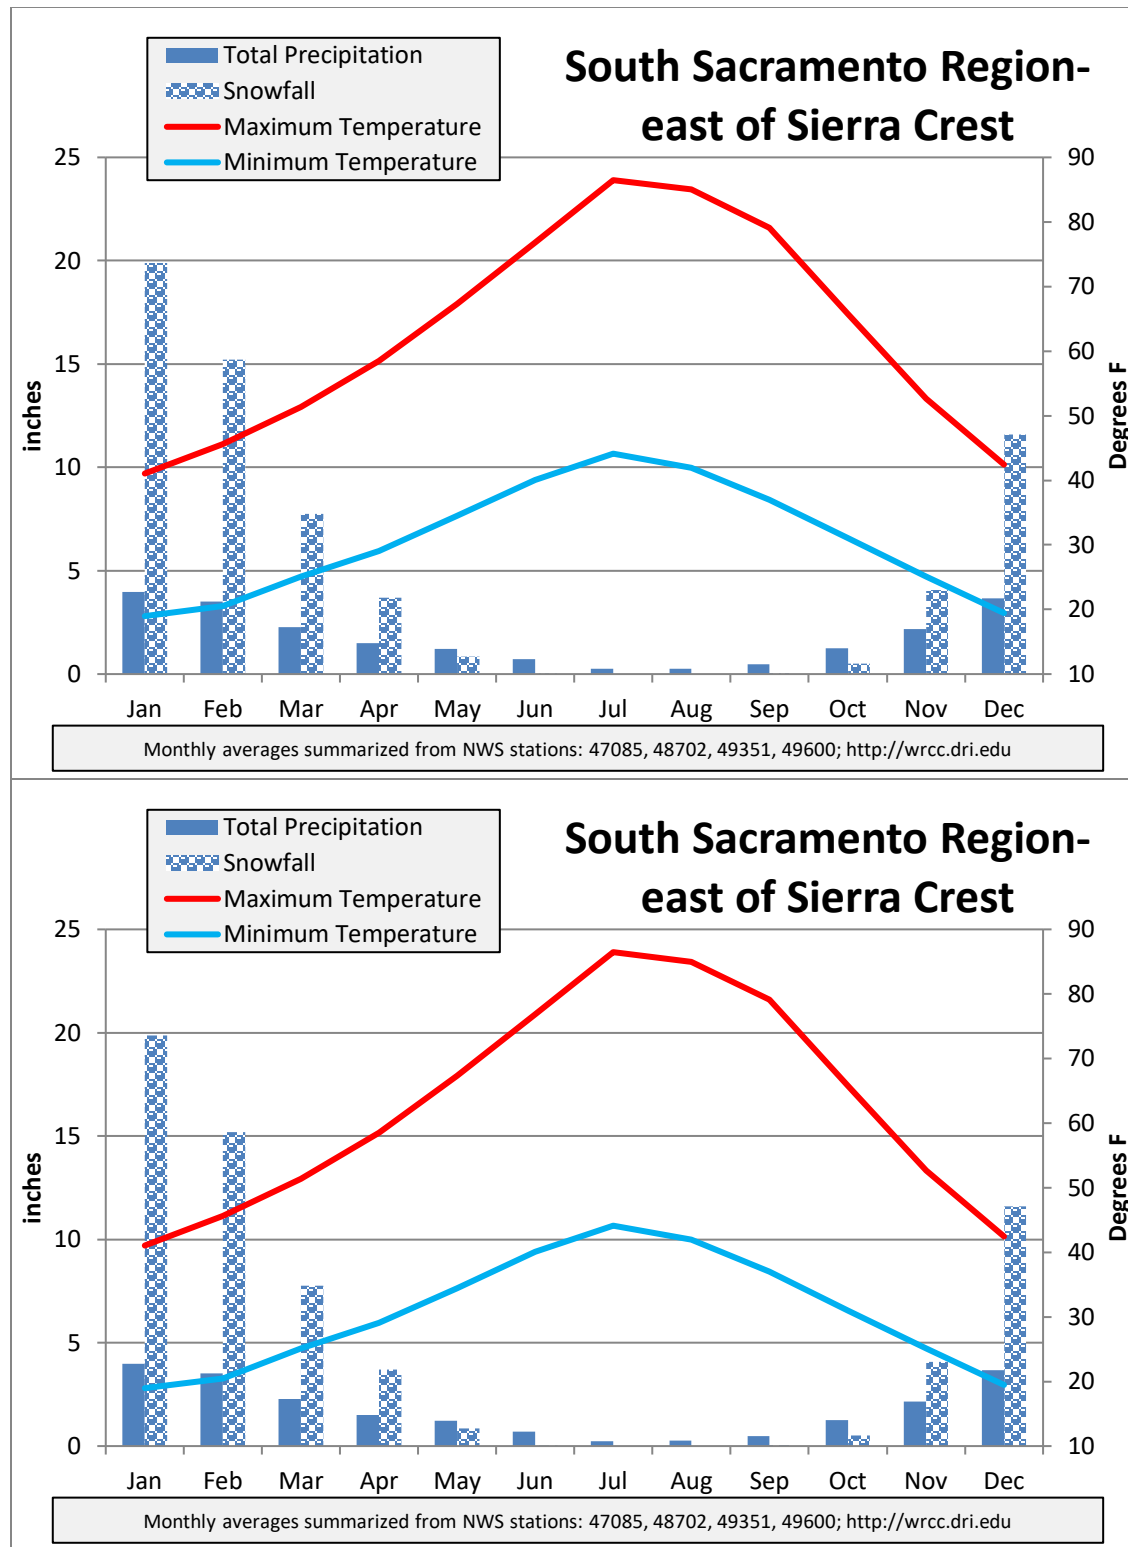 Total Precipitation
Snowfall
Maximum Temperature
Minimum Temperature
South Sacramento Region-
east of Sierra Crest
25
20
15
10
5
0
inches
90
80
70
60
50
40
30
20
10
Degrees F
Jan Feb Mar Apr May Jun Jul Aug Sep Oct Nov Dec
Monthly averages summarized from NWS stations: 47085, 48702, 49351, 49600; http://wrcc.dri.edu
Total Precipitation
Snowfall
Maximum Temperature
Minimum Temperature
South Sacramento Region-
east of Sierra Crest
25
20
15
10
5
0
inches
90
80
70
60
50
40
30
20
10
Degrees F
Jan Feb Mar Apr May Jun Jul Aug Sep Oct Nov Dec
Monthly averages summarized from NWS stations: 47085, 48702, 49351, 49600; http://wrcc.dri.edu